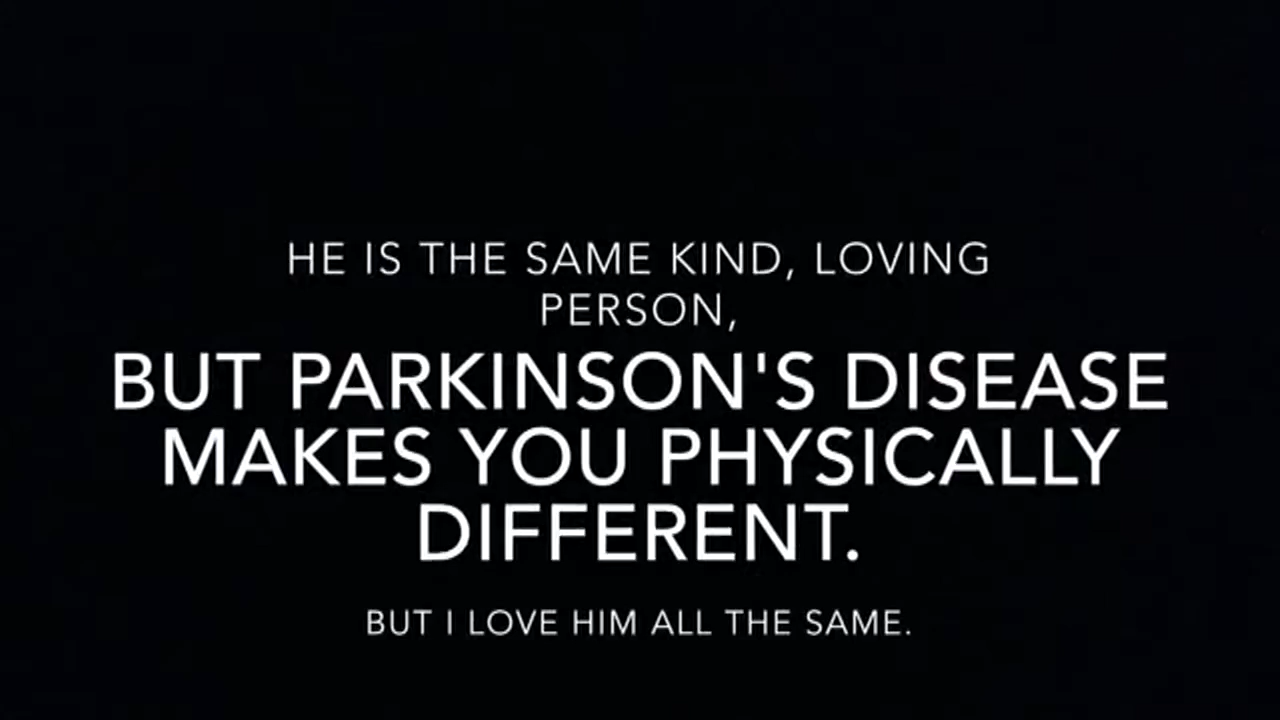 HE IS THE SAME KIND, LOVING
PERSON,
BUT PARKINSON'S DISEASE
MAKES YOU PHYSICALLY
DIFFERENT.
BUT I LOVE HIM ALL THE SAME.